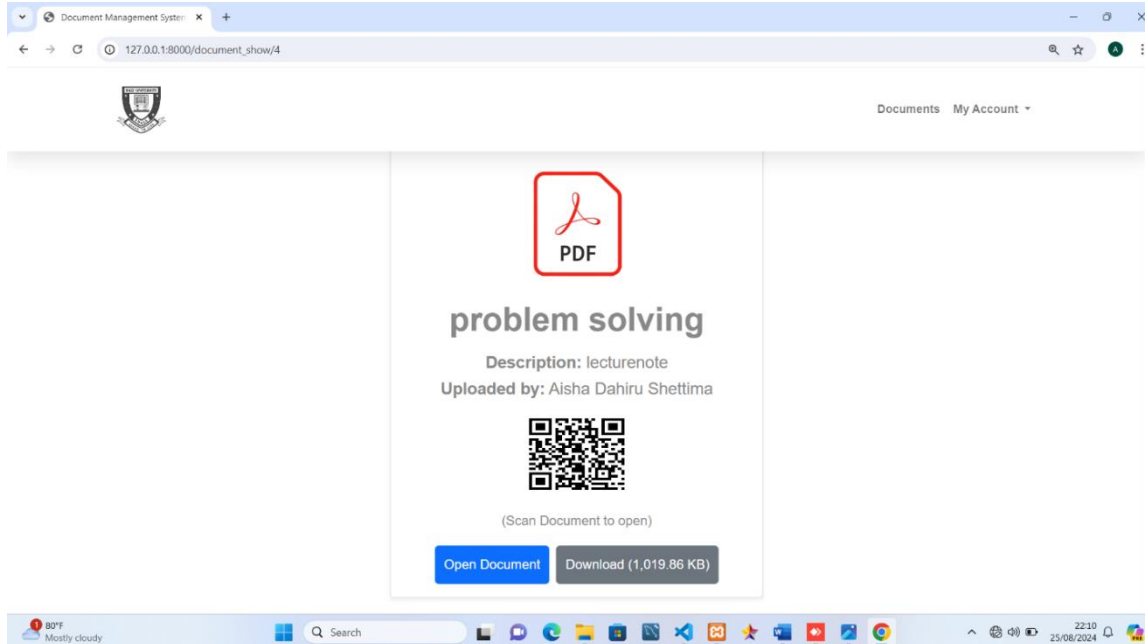 Document Management System
127.0.0.1:8000/document_show/4
A
Documents My Account
PDF
problem solving
Description: lecturenote
Uploaded by: Aisha Dahiru Shettima
(Scan Document to open)
Open Document Download (1,019.86 KB)
1
80°F
Mostly cloudy
Search
22:10
25/08/2024